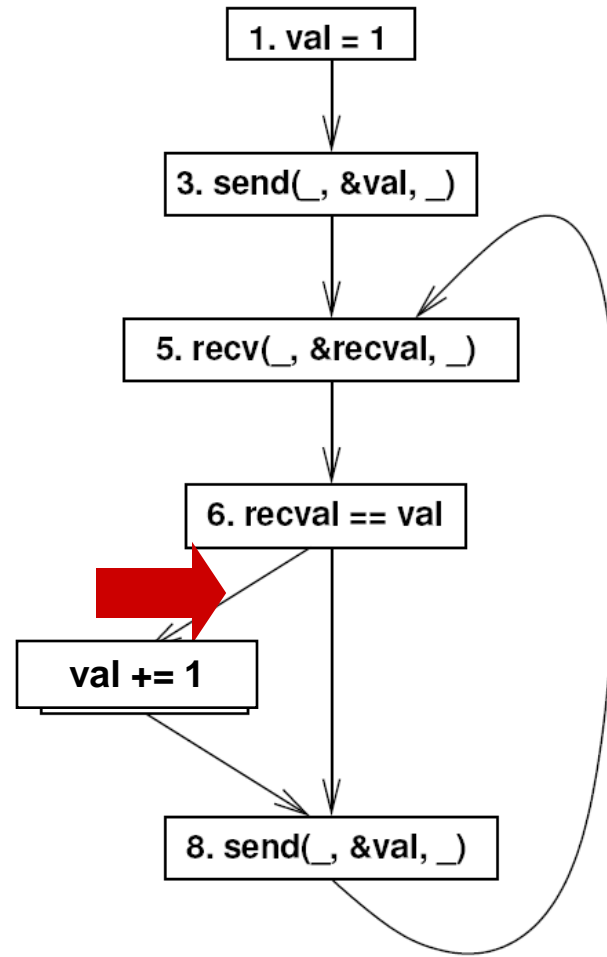 1. val = 1
3. send(_, &val, _)
5. recv(_, &recval, _)
6. recval == val
val += 1
8. send(_, &val, _)